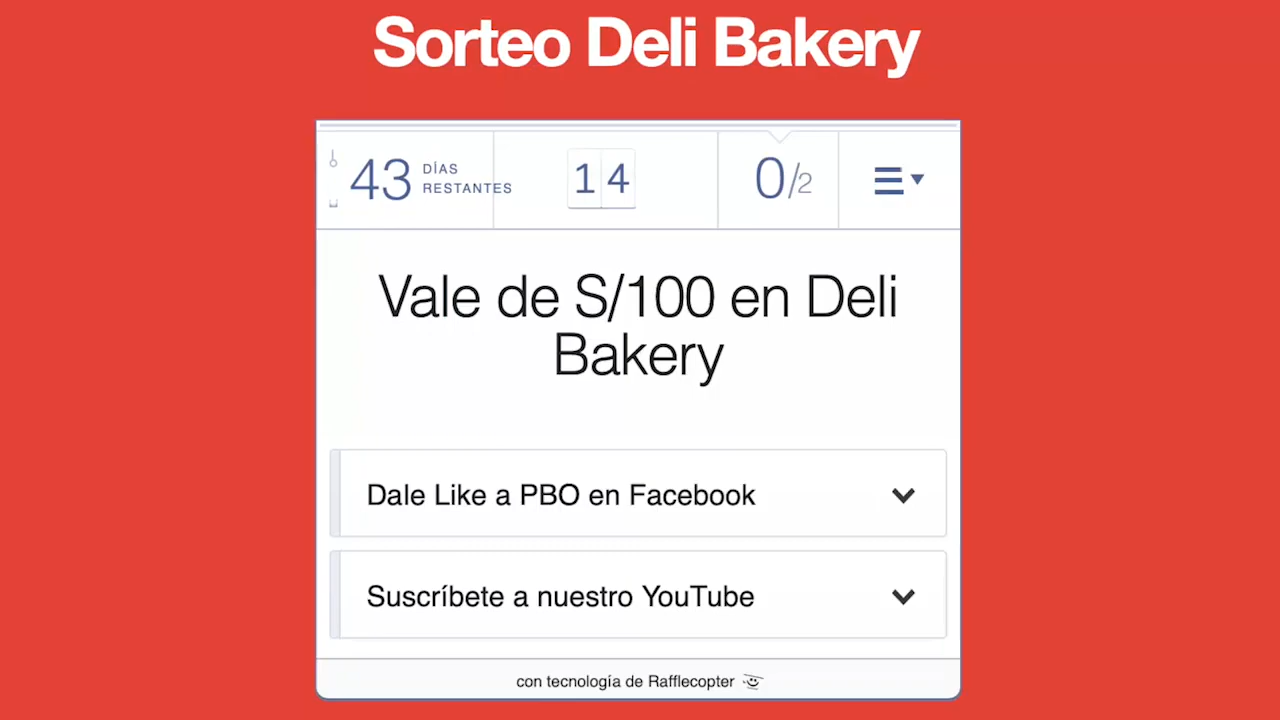 Sorteo Deli Bakery
43 DÍAS RESTANTES
14
0/2
Vale de S/100 en Deli
Bakery
Dale Like a PBO en Facebook
Suscríbete a nuestro YouTube
con tecnología de Rafflecopter